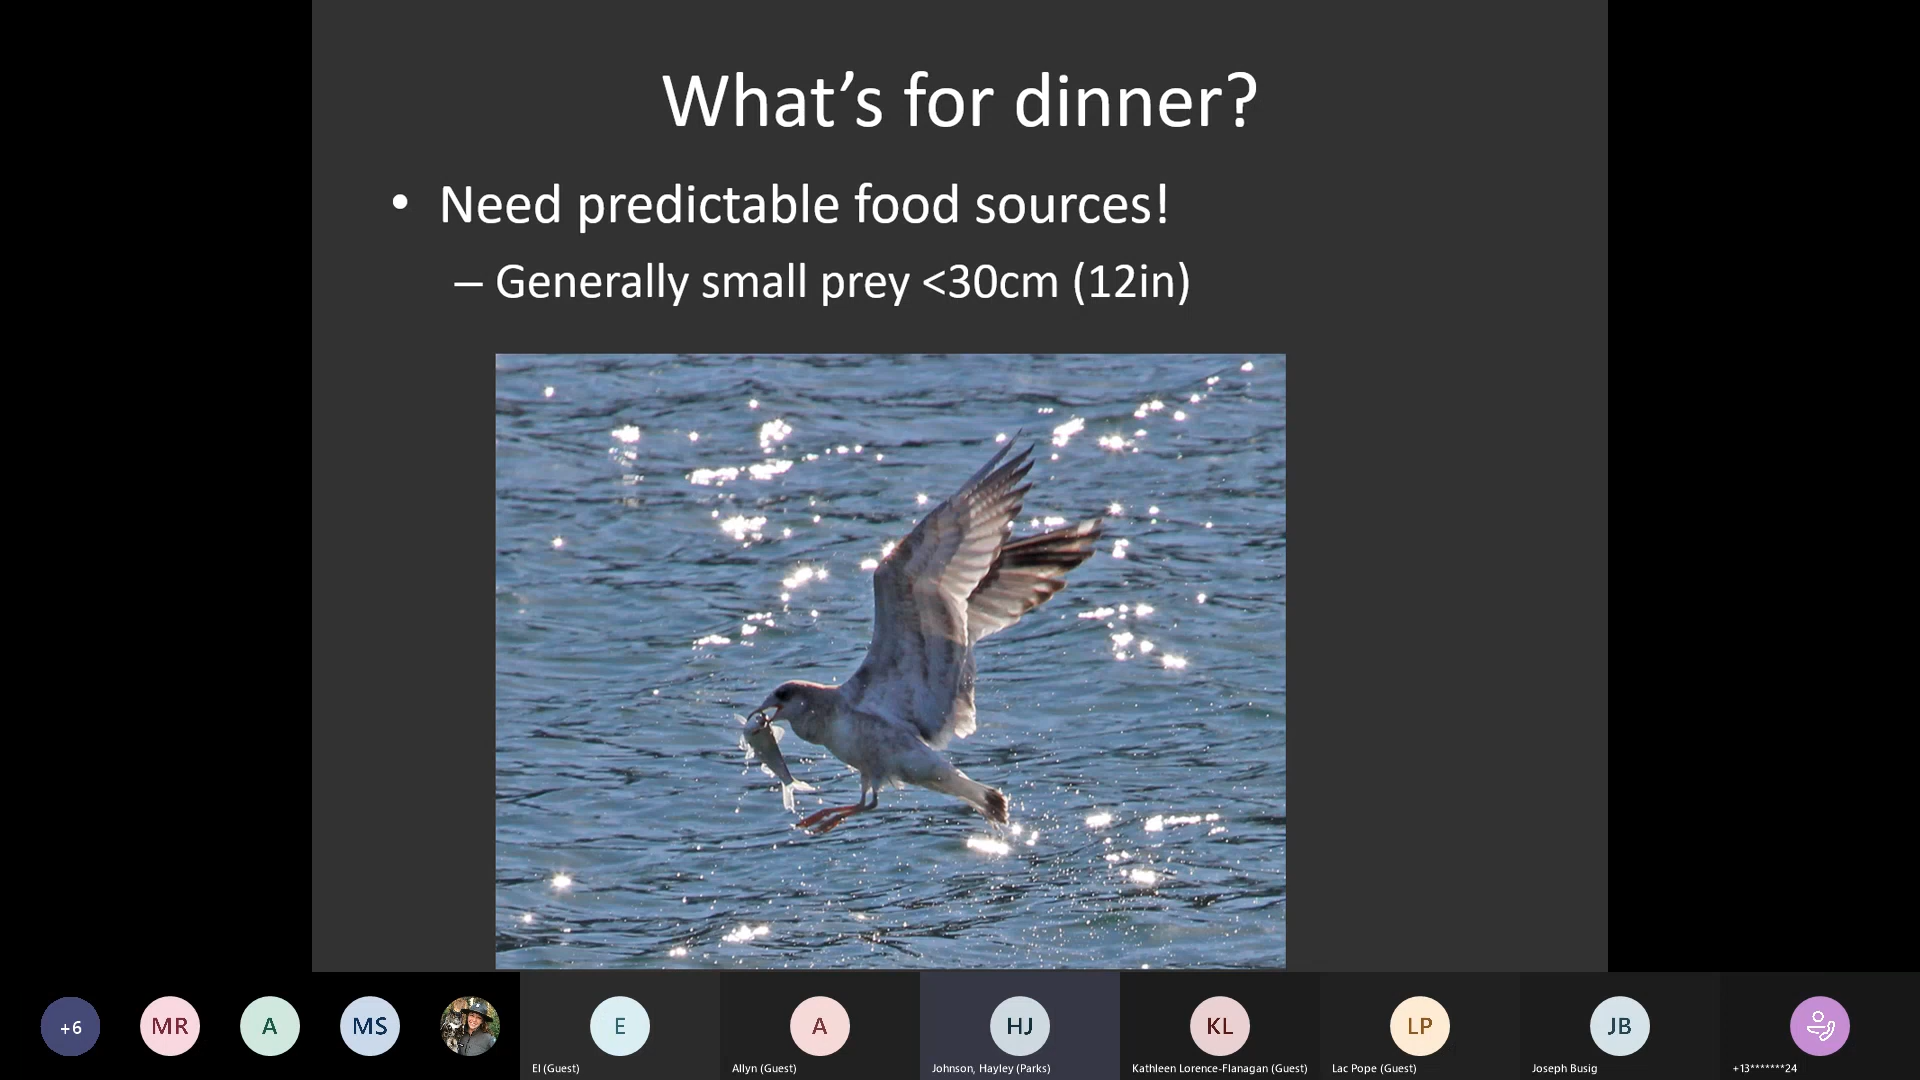 What's for dinner?
• Need predictable food sources!
– Generally small prey <30cm (12in)
+6
MR
A
MS
E
A
HJ
KL
LP
JB
El (Guest)
Allyn (Guest)
Johnson, Hayley (Parks)
Kathleen Lorence-Flanagan (Guest)
Lac Pope (Guest)
Joseph Busig
+13*******24